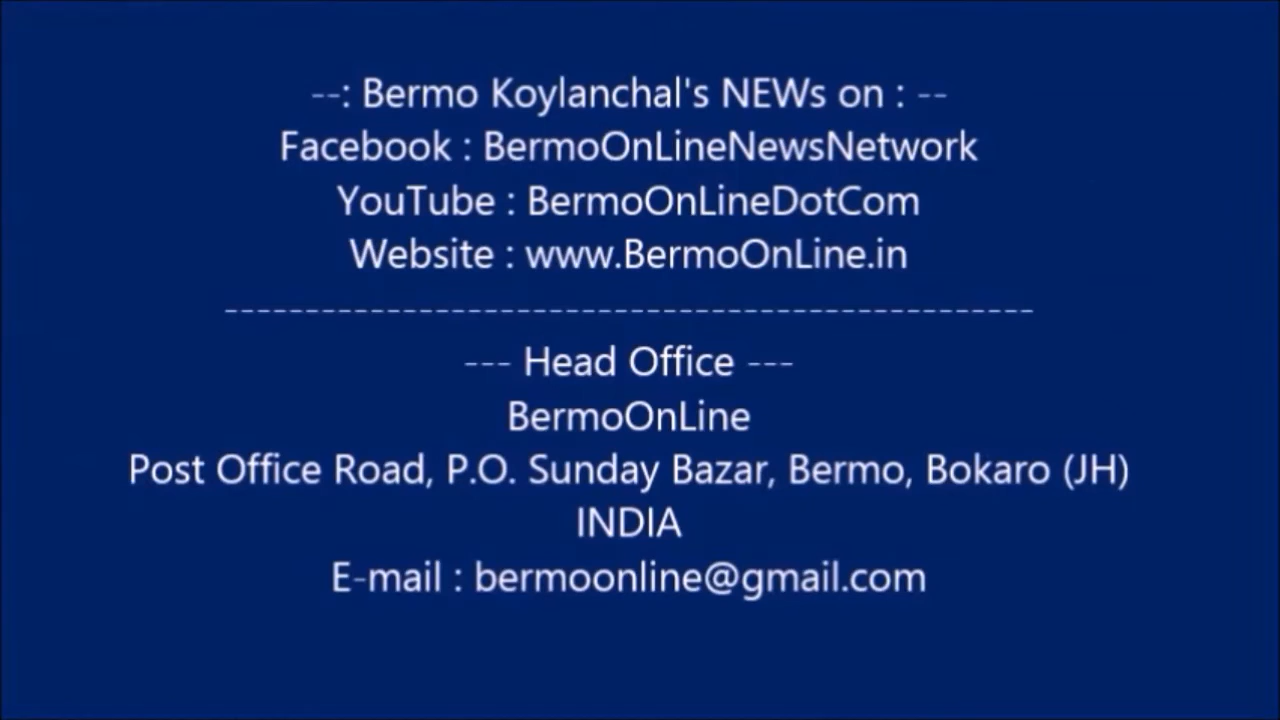 --: Bermo Koylanchal's NEWs on : --
Facebook : BermoOnLineNewsNetwork
YouTube : BermoOnLineDotCom
Website : www.BermoOnLine.in
--------------------------------------------------
--- Head Office ---
BermoOnLine
Post Office Road, P.O. Sunday Bazar, Bermo, Bokaro (JH)
INDIA
E-mail : bermoonline@gmail.com